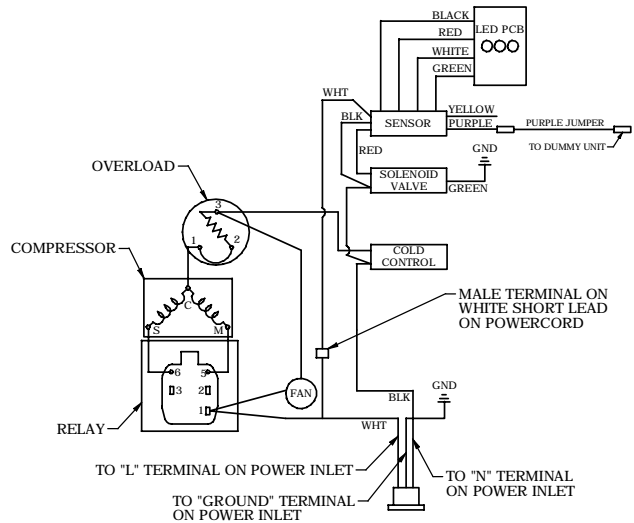 BLACK
LED PCB
RED
WHITE
GREEN
WHT
BLK
SENSOR
YELLOW
PURPLE
PURPLE JUMPER
TO DUMMY UNIT
RED
GND
SOLENOID
VALVE
GREEN
OVERLOAD
3
1
2
COMPRESSOR
COLD
CONTROL
C
S
M
MALE TERMINAL ON
WHITE SHORT LEAD
ON POWERCORD
6
5
3
2
1
FAN
RELAY
BLK
GND
WHT
TO "L" TERMINAL ON POWER INLET
TO "N" TERMINAL
ON POWER INLET
TO "GROUND" TERMINAL
ON POWER INLET